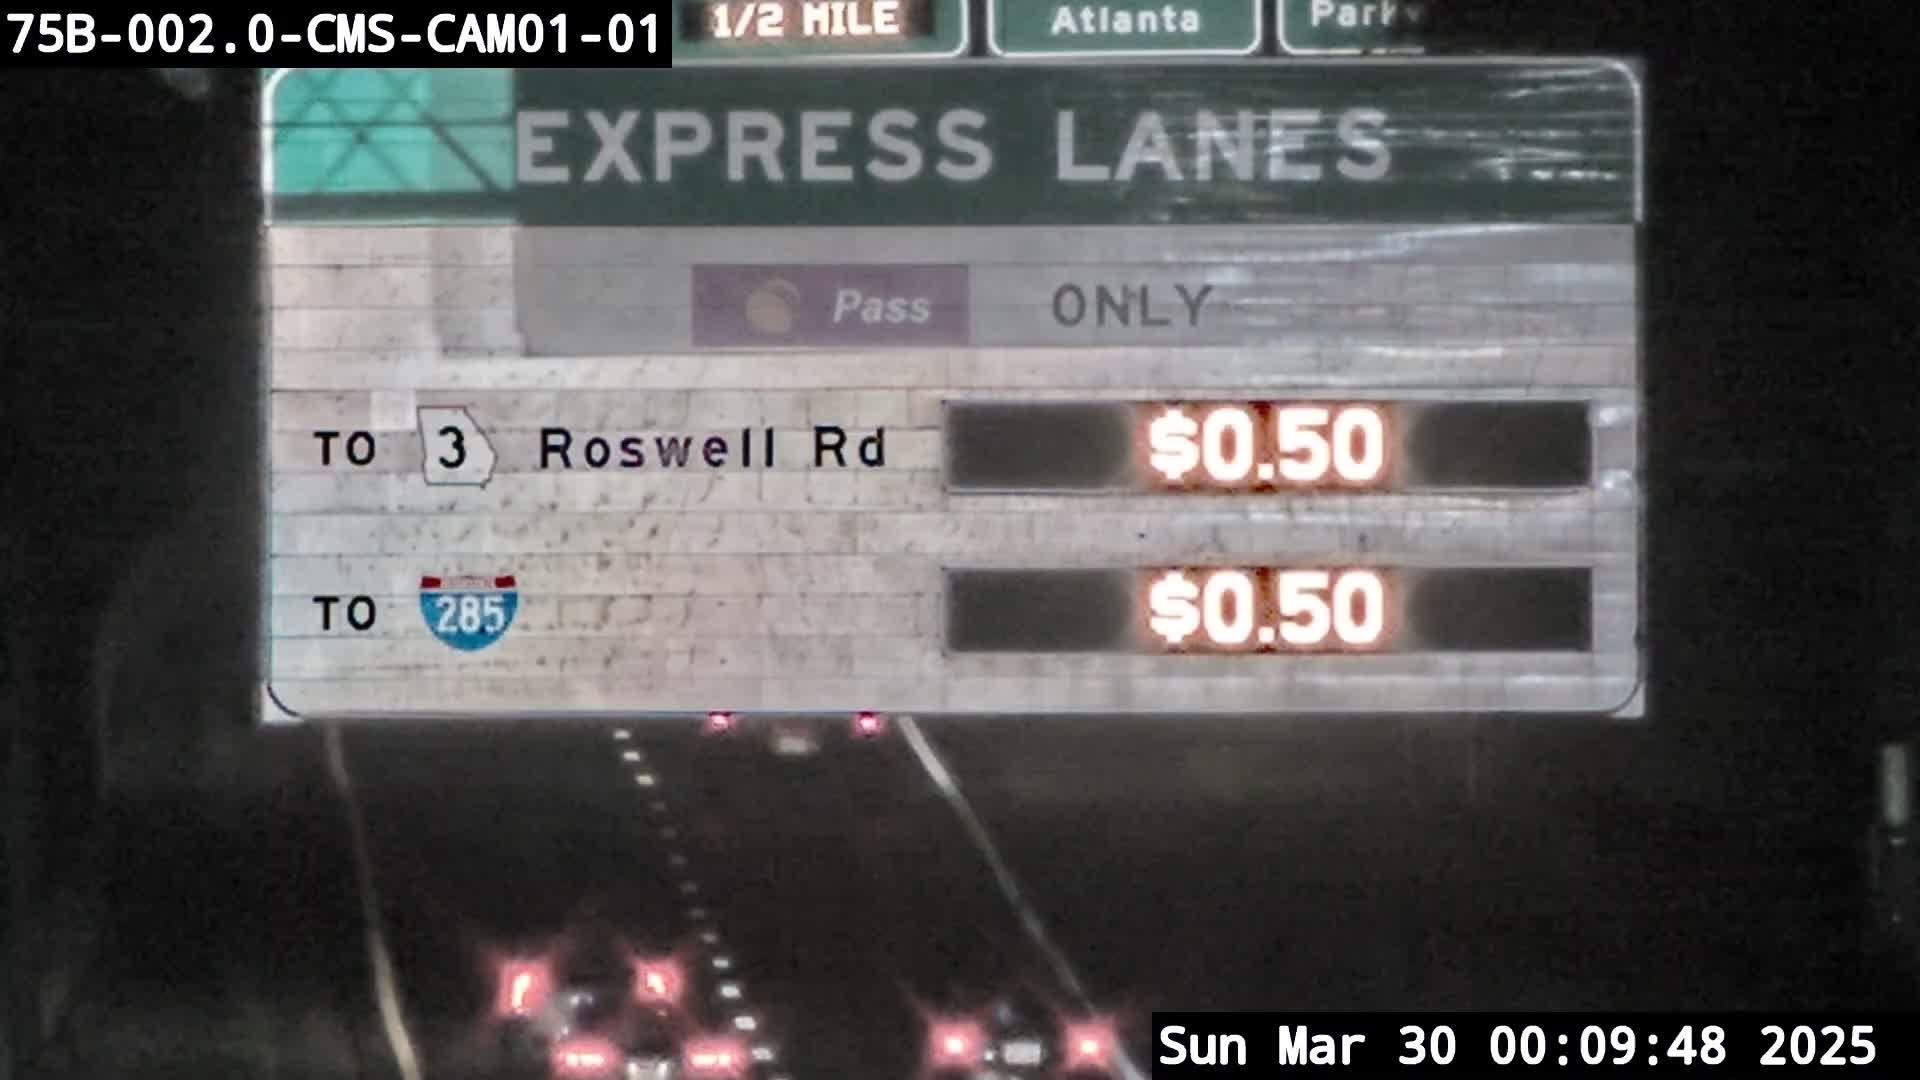 75B-002.0-CMS-CAM01-01
1/2 MILE
Atlanta
EXPRESS LANES
Pass ONLY
TO 3 Roswell Rd $0.50
TO 285 $0.50
Sun Mar 30 00:09:48 2025